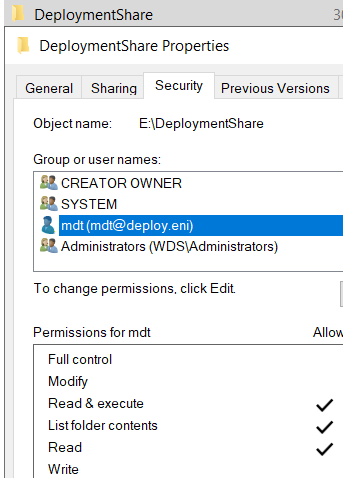 DeploymentShare
DeploymentShare Properties
General Sharing Security Previous Versions
Object name: E:\DeploymentShare
Group or user names:
CREATOR OWNER
SYSTEM
mdt (mdt@deploy.eni)
Administrators (WDS\Administrators)
To change permissions, click Edit.
Permissions for mdt Allow
Full control
Modify
Read & execute
List folder contents
Read
Write